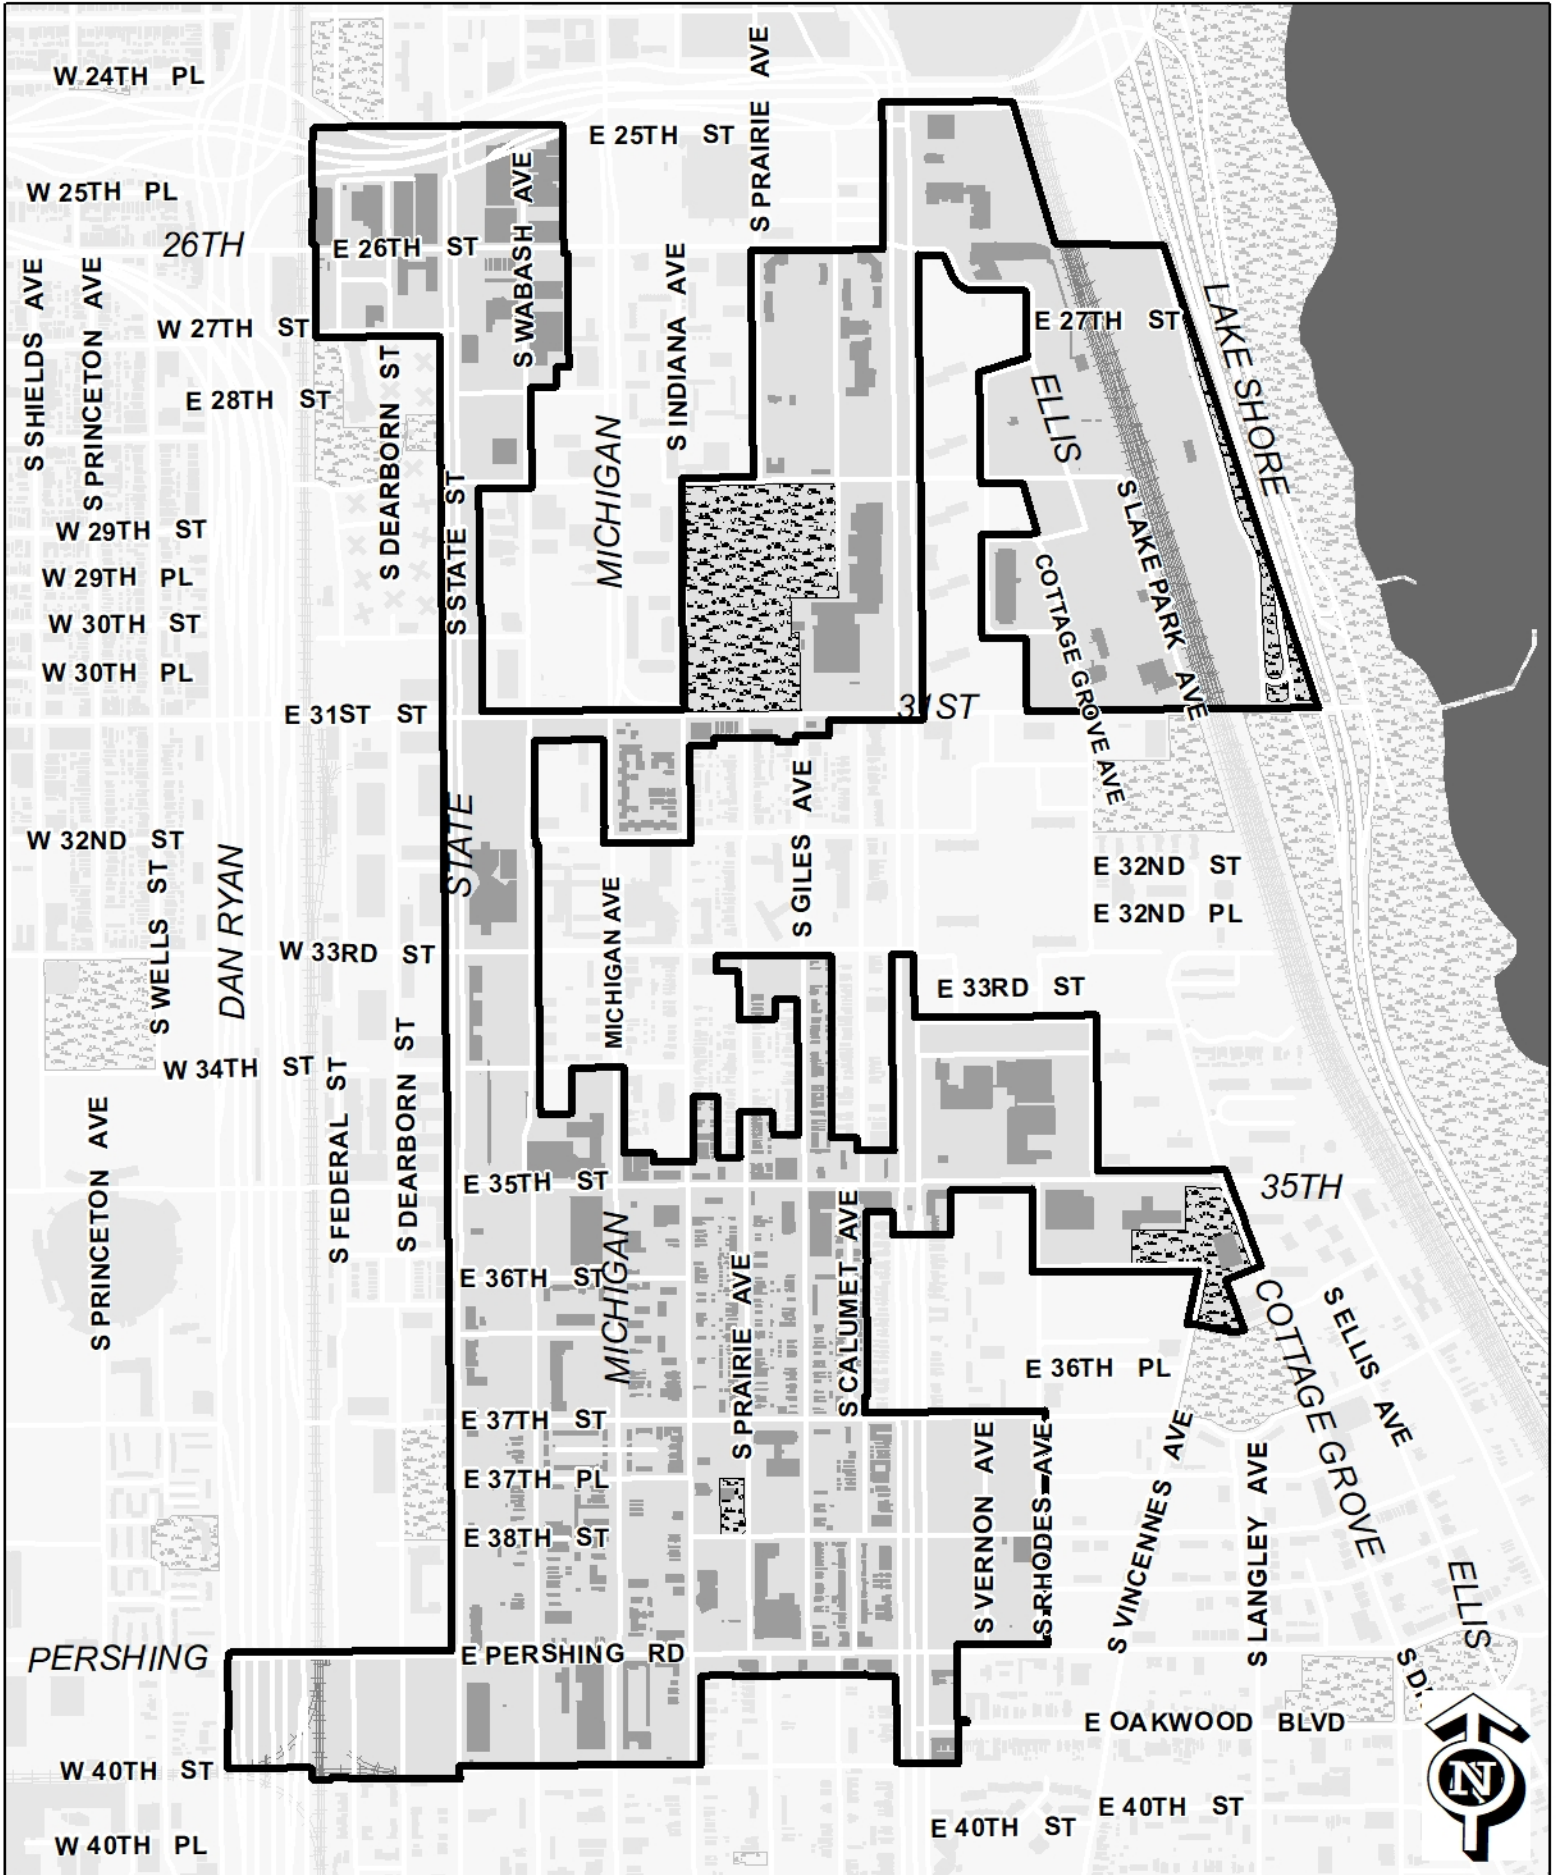 W 24TH PL
S PRAIRIE AVE
E 25TH ST
W 25TH PL
S WABASH AVE
26TH
E 26TH ST
S SHIELDS AVE
S PRINCETON AVE
S INDIANA AVE
LAKE SHORE
W 27TH ST
E 27TH ST
S DEARBORN ST
E 28TH ST
ELLIS
MICHIGAN
S STATE ST
S LAKE PARK AVE
W 29TH ST
W 29TH PL
COTTAGE GROVE AVE
W 30TH ST
W 30TH PL
E 31ST ST
31ST
S GILES AVE
STATE
W 32ND ST
DAN RYAN
S WELLS ST
MICHIGAN AVE
E 32ND ST
E 32ND PL
W 33RD ST
E 33RD ST
W 34TH ST
S FEDERAL ST
S DEARBORN ST
S PRINCETON AVE
E 35TH ST
35TH
S CALUMET AVE
MICHIGAN
S PRAIRIE AVE
E 36TH ST
COTTAGE GROVE
S ELLIS AVE
E 36TH PL
E 37TH ST
S VERNON AVE
S RHODES AVE
S VINCENNES AVE
S LANGLEY AVE
E 37TH PL
E 38TH ST
ELLIS
PERSHING
E PERSHING RD
E OAKWOOD BLVD
W 40TH ST
N
E 40TH ST
E 40TH ST
W 40TH PL